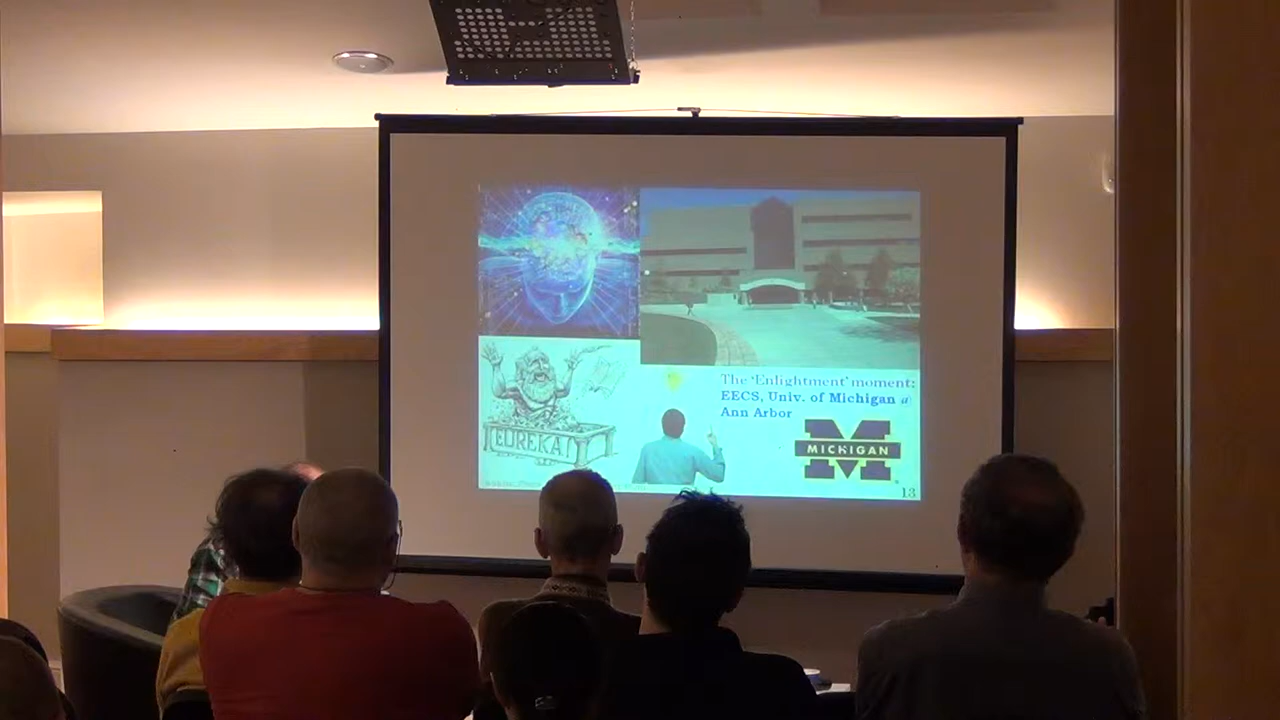 The 'Enlightment' moment:
EECS, Univ. of Michigan @
Ann Arbor
EUREKA!
MICHIGAN
13